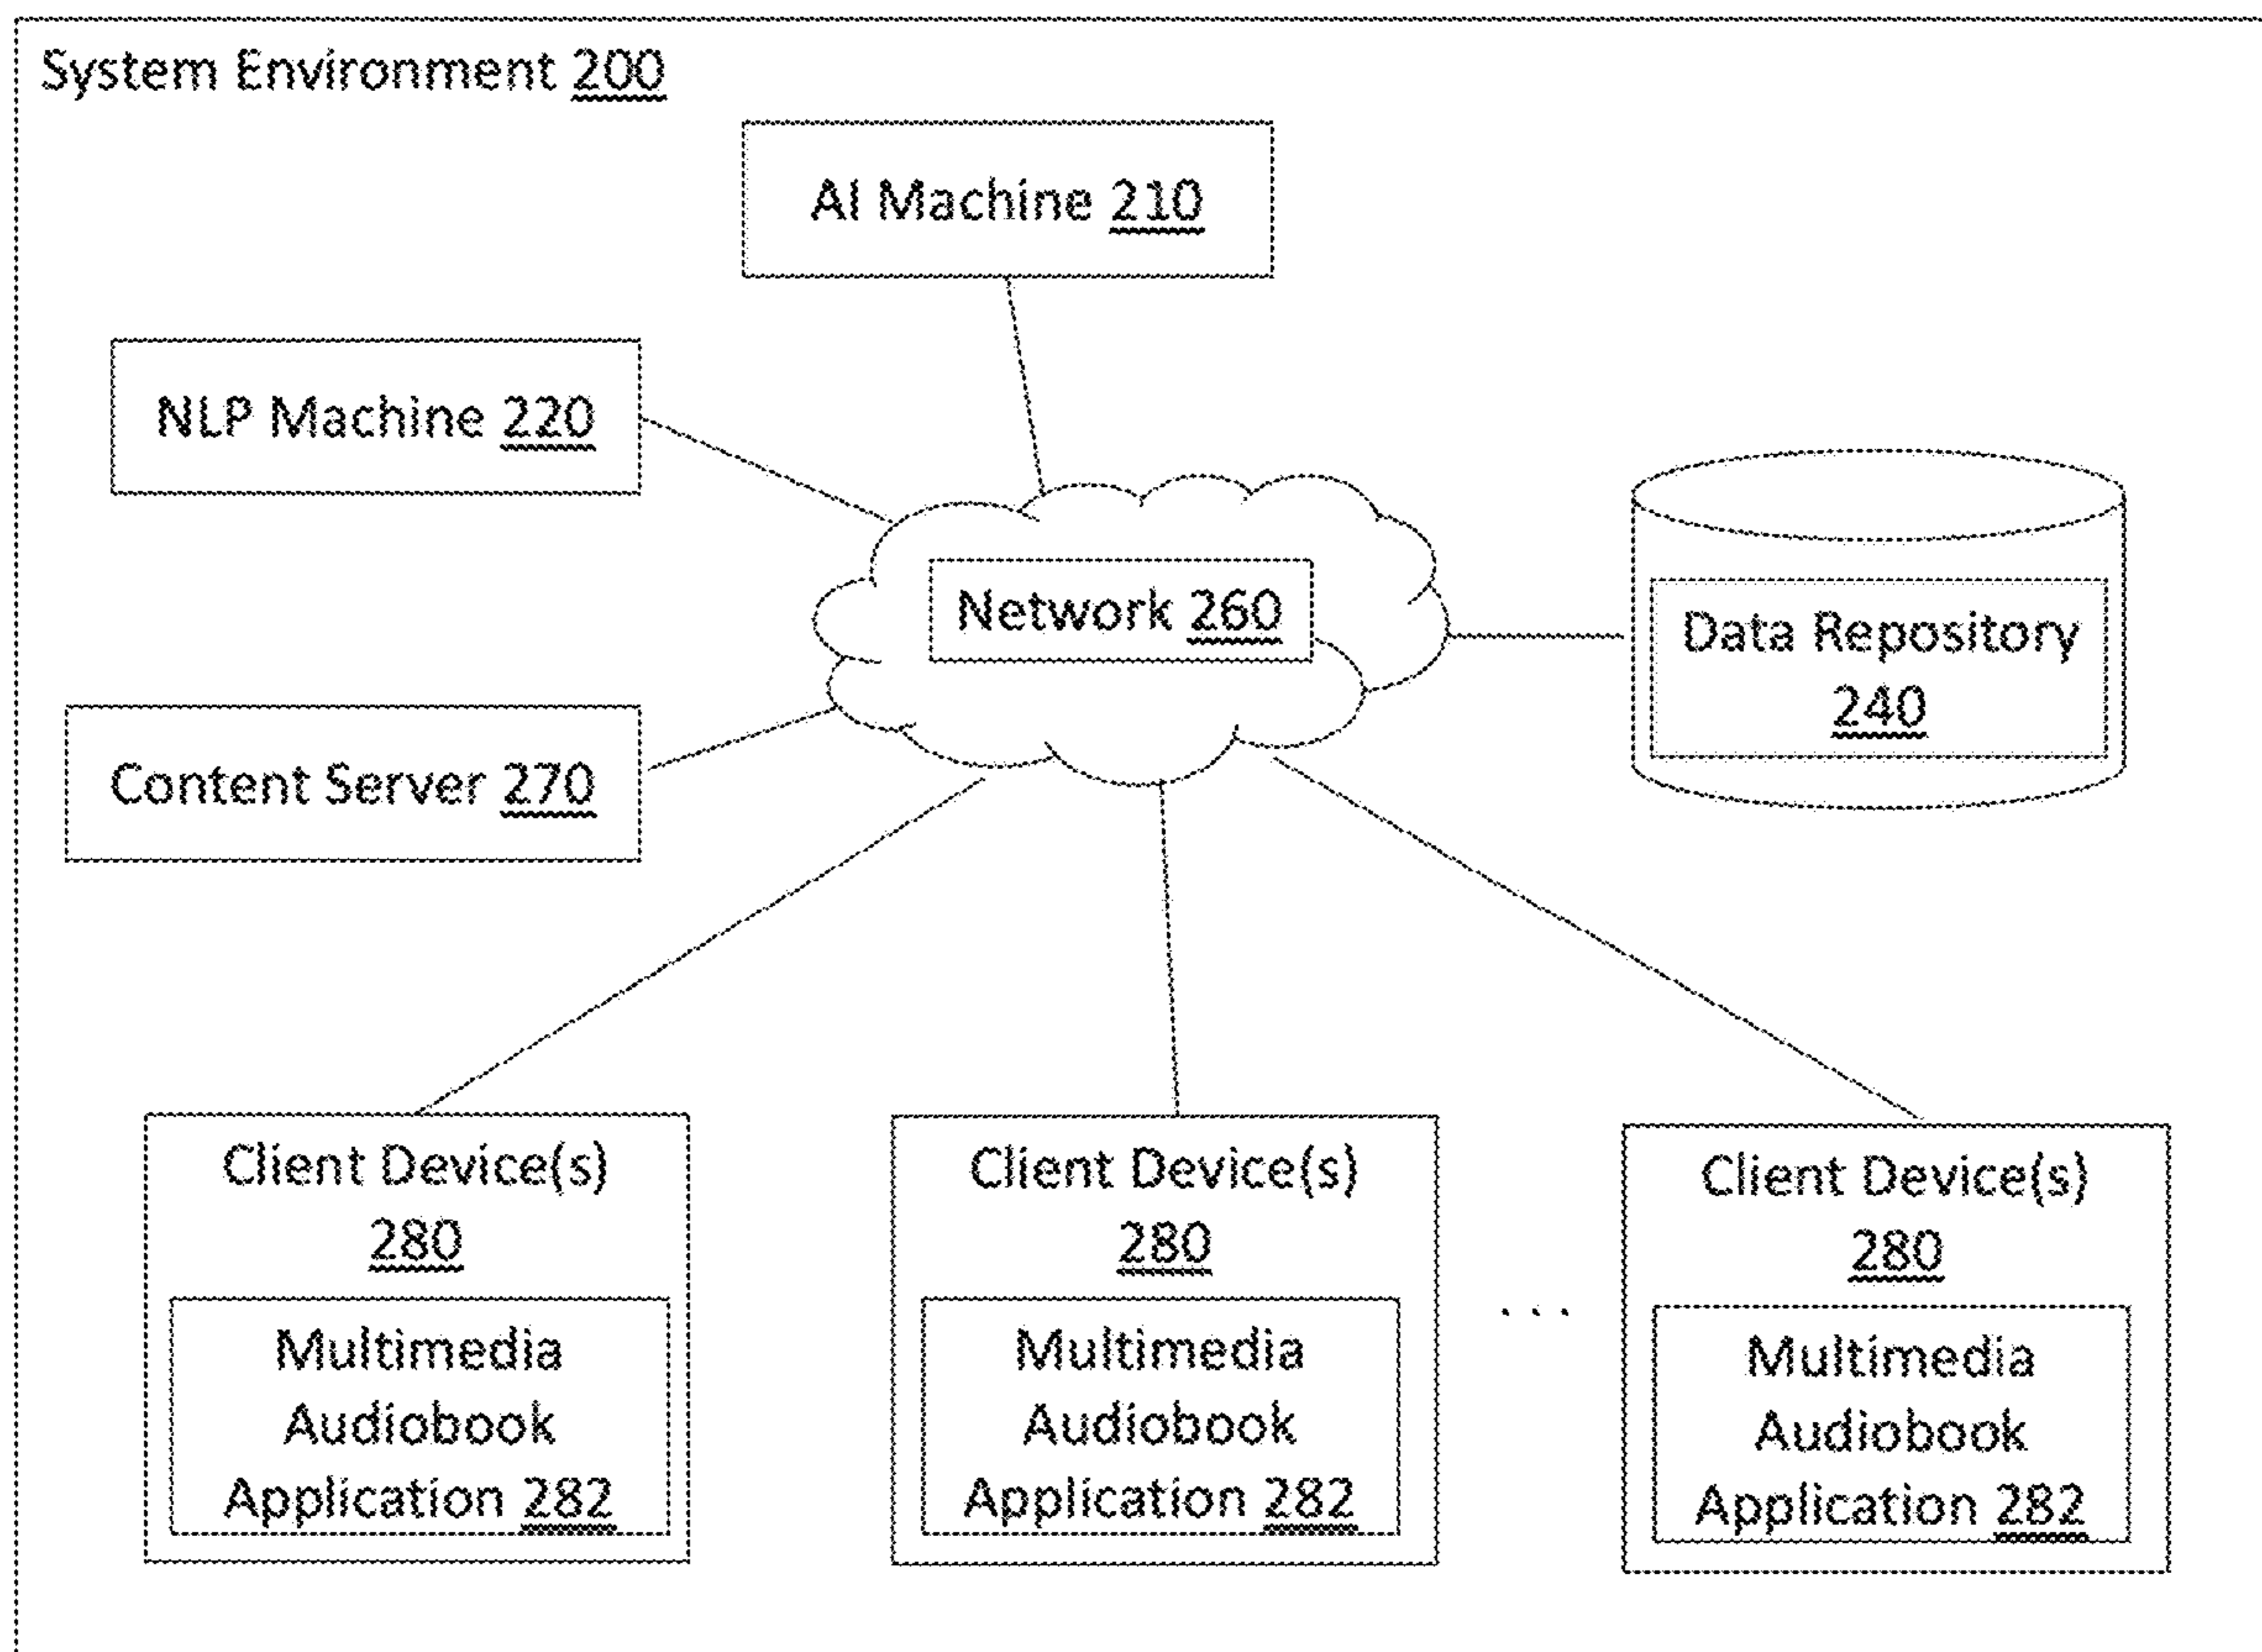 System Environment 200
AI Machine 210
NLP Machine 220
Network 260
Data Repository
240
Content Server 270
Client Device(s)
280
Multimedia
Audiobook
Application 282
Client Device(s)
280
Multimedia
Audiobook
Application 282
...
Client Device(s)
280
Multimedia
Audiobook
Application 282